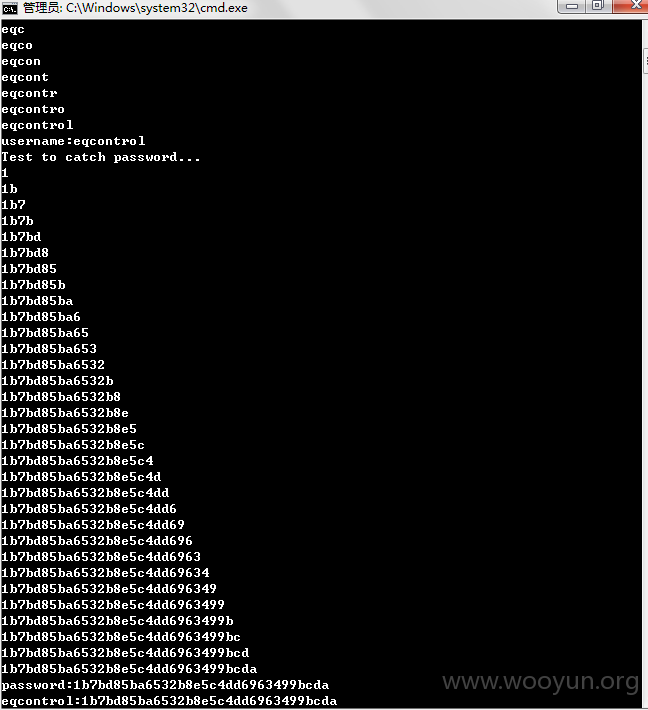 管理员: C:\Windows\system32\cmd.exe
eqc
eqco
eqcon
eqcont
eqcontr
eqcontro
eqcontrol
username:eqcontrol
Test to catch password...
1
1b
1b7
1b7b
1b7bd
1b7bd8
1b7bd85
1b7bd85b
1b7bd85ba
1b7bd85ba6
1b7bd85ba65
1b7bd85ba653
1b7bd85ba6532
1b7bd85ba6532b
1b7bd85ba6532b8
1b7bd85ba6532b8e
1b7bd85ba6532b8e5
1b7bd85ba6532b8e5c
1b7bd85ba6532b8e5c4
1b7bd85ba6532b8e5c4d
1b7bd85ba6532b8e5c4dd
1b7bd85ba6532b8e5c4dd6
1b7bd85ba6532b8e5c4dd69
1b7bd85ba6532b8e5c4dd696
1b7bd85ba6532b8e5c4dd6963
1b7bd85ba6532b8e5c4dd69634
1b7bd85ba6532b8e5c4dd696349
1b7bd85ba6532b8e5c4dd6963499
1b7bd85ba6532b8e5c4dd6963499b
1b7bd85ba6532b8e5c4dd6963499bc
1b7bd85ba6532b8e5c4dd6963499bcd
1b7bd85ba6532b8e5c4dd6963499bcda
password:1b7bd85ba6532b8e5c4dd6963499bcda
eqcontrol:1b7bd85ba6532b8e5c4dd6963499bcda
www.wooyun.org